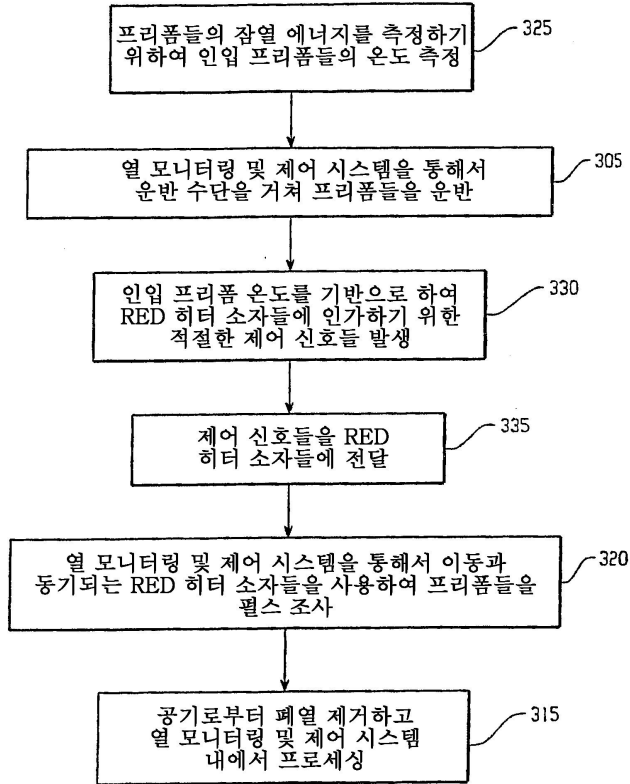 프리폼들의 잠열 에너지를 측정하기
위하여 인입 프리폼들의 온도 측정
325
열 모니터링 및 제어 시스템을 통해서
운반 수단을 거쳐 프리폼들을 운반
305
인입 프리폼 온도를 기반으로 하여
RED 히터 소자들에 인가하기 위한
적절한 제어 신호들 발생
330
제어 신호들을 RED
히터 소자들에 전달
335
열 모니터링 및 제어 시스템을 통해서 이동과
동기되는 RED 히터 소자들을 사용하여 프리폼들을
펄스 조사
320
공기로부터 폐열 제거하고
열 모니터링 및 제어 시스템
내에서 프로세싱
315